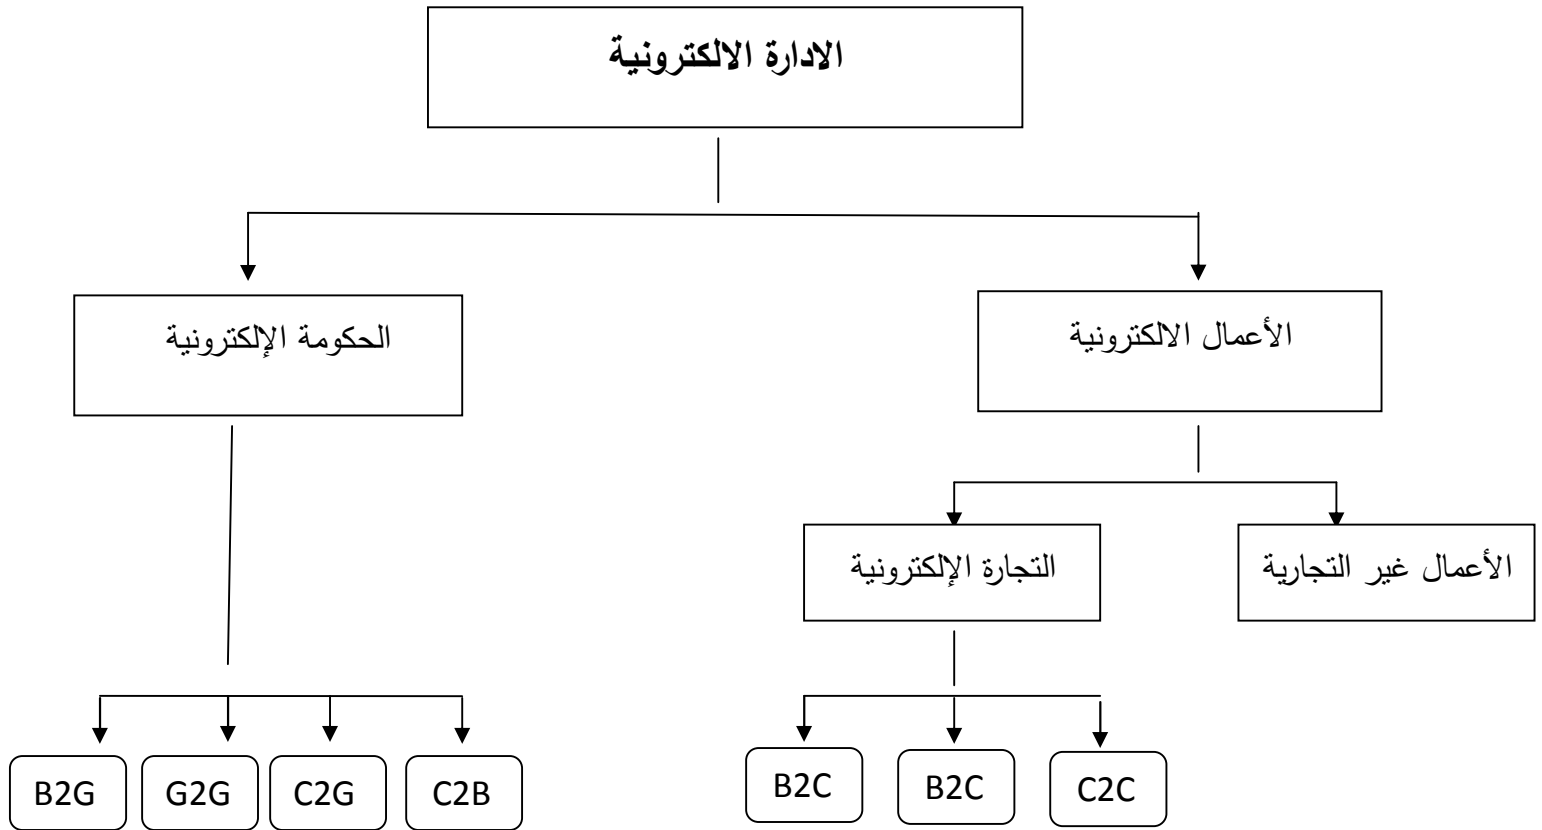 الادارة الالكترونية
الأعمال الالكترونية
الحكومة الإلكترونية
الأعمال غير التجارية
التجارة الإلكترونية
B2G
G2G
C2G
C2B
B2C
B2C
C2C